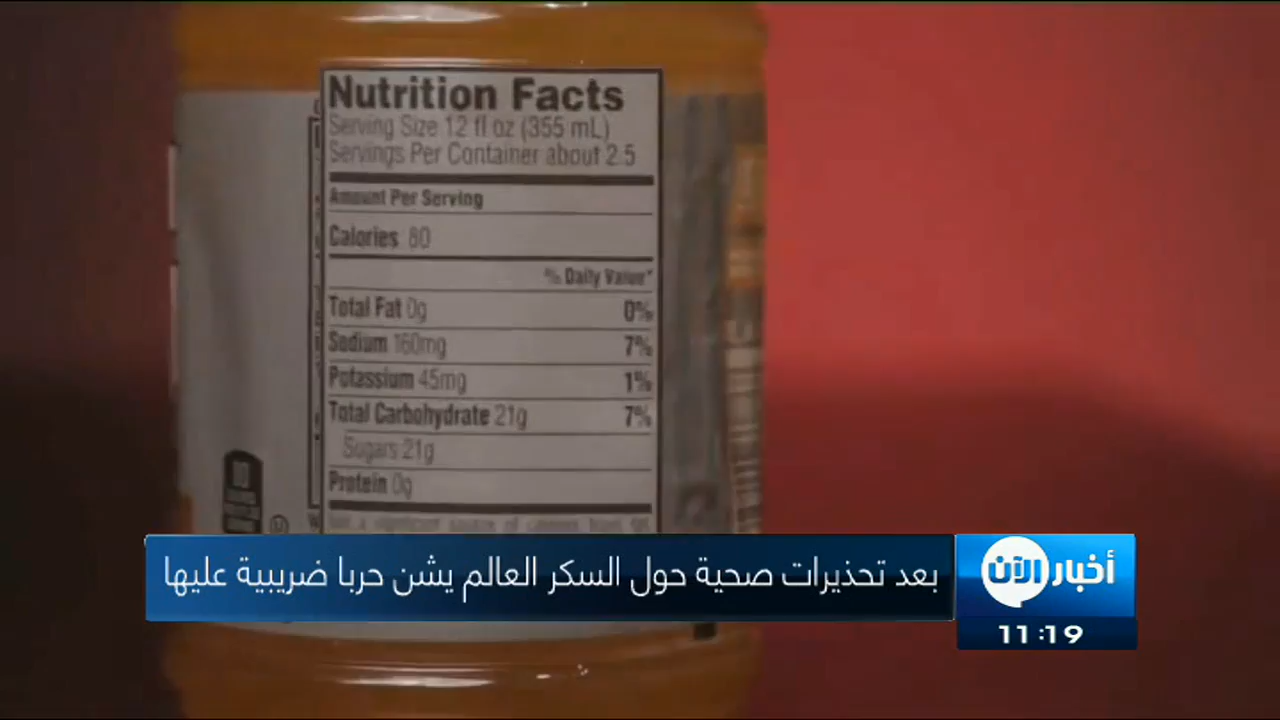 Nutrition Facts
Serving Size 12 fl oz (355 mL)
Servings Per Container about 2.5
Amount Per Serving
Calories 80
% Daily Value*
Total Fat 0g 0%
Sodium 160mg 7%
Potassium 45mg 1%
Total Carbohydrate 21g 7%
Sugars 21g
Protein 0g
بعد تحذيرات صحية حول السكر العالم يشن حربا ضريبية عليها
أخبار الآن
11:19